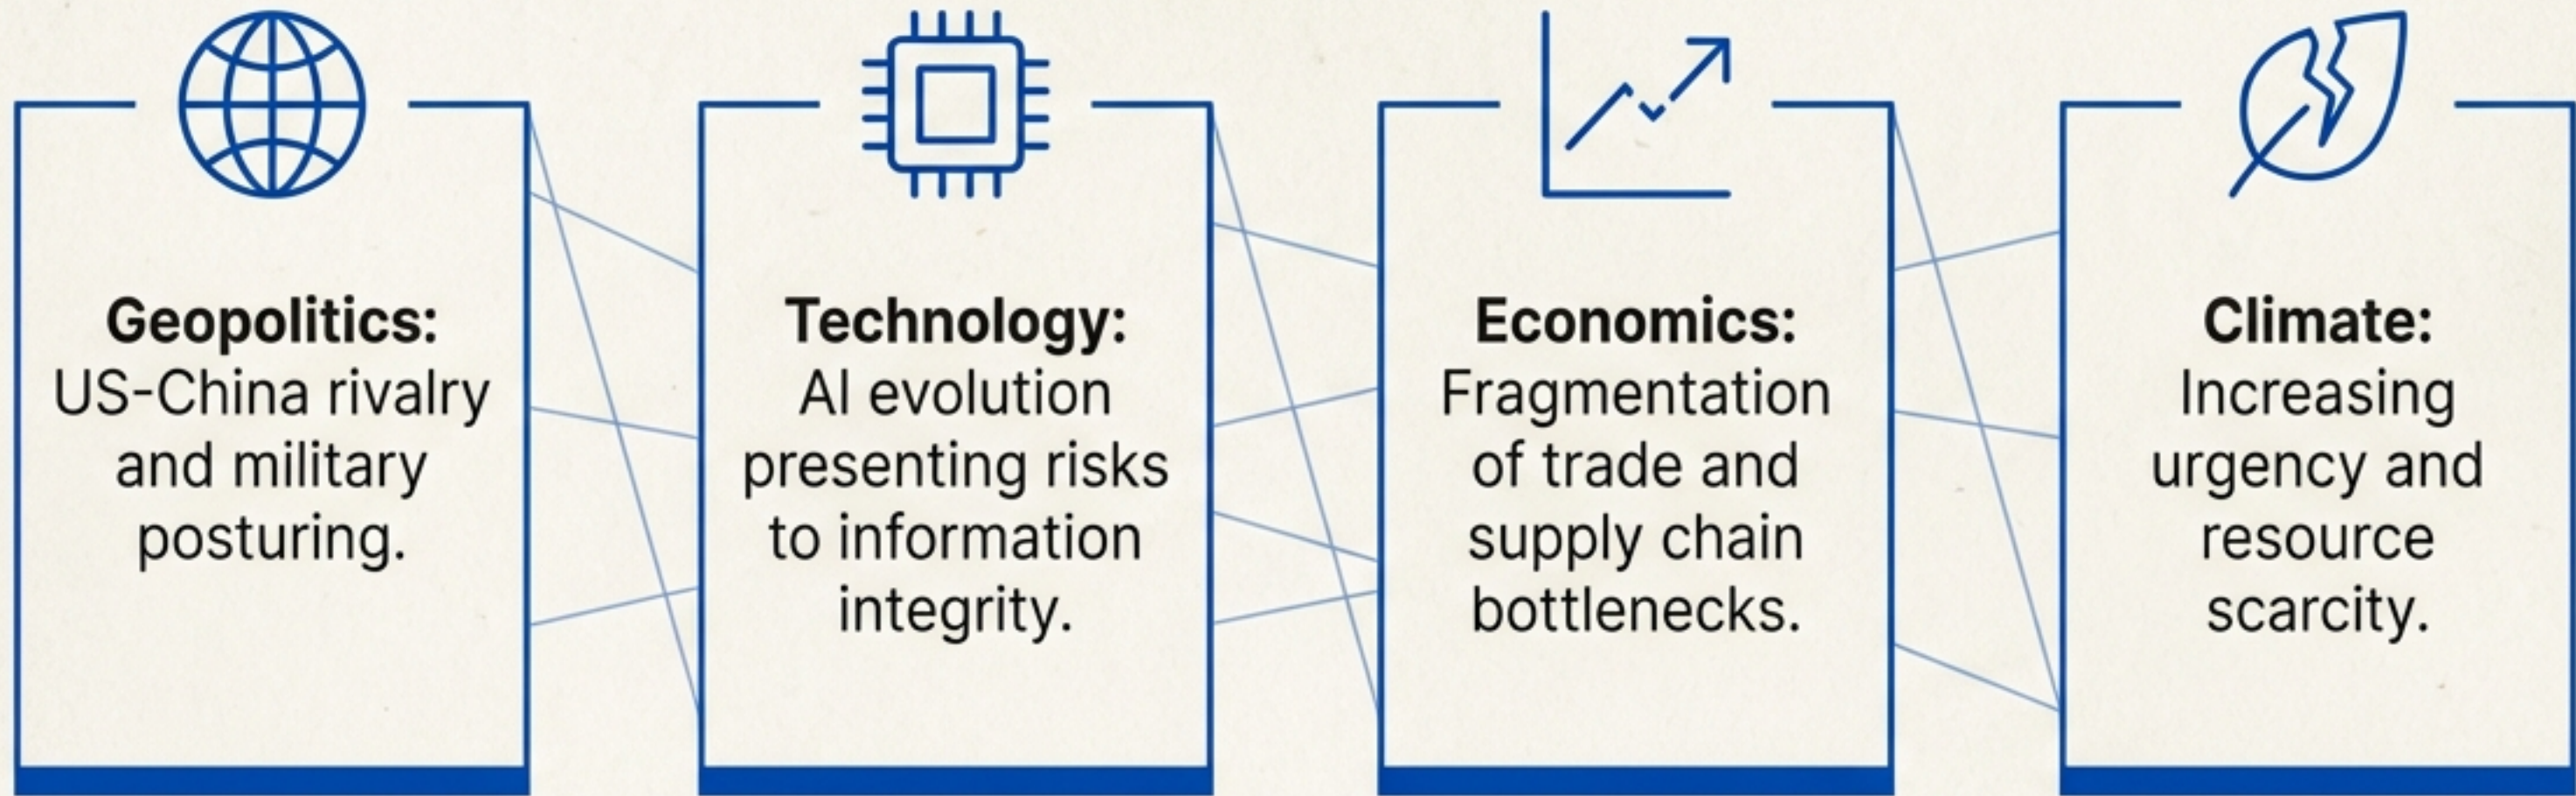 Geopolitics:
US-China rivalry
and military
posturing.
Technology:
AI evolution
presenting risks
to information
integrity.
Economics:
Fragmentation
of trade and
supply chain
bottlenecks.
Climate:
Increasing
urgency and
resource
scarcity.